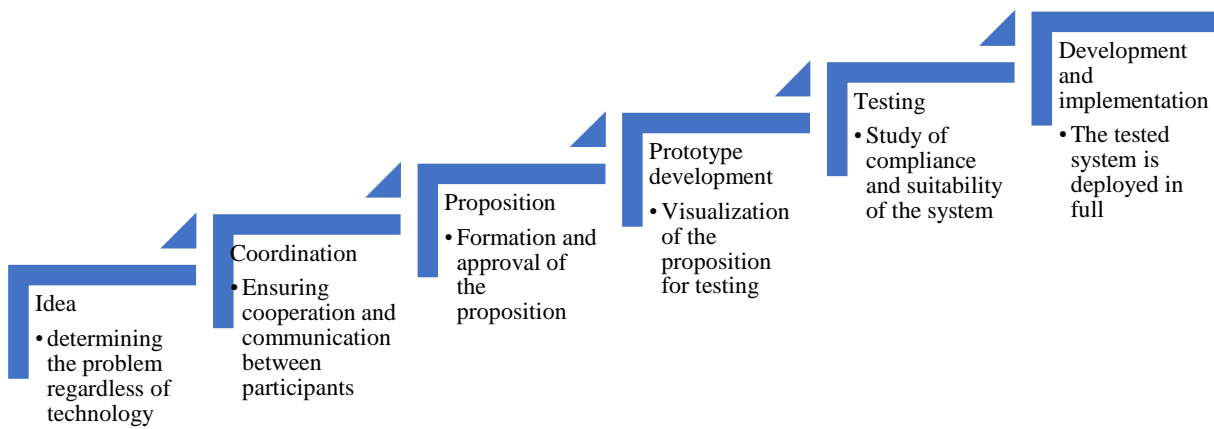 Idea
• determining
the problem
regardless of
technology
Coordination
• Ensuring
cooperation and
communication
between
participants
Proposition
• Formation and
approval of
the
proposition
Prototype
development
• Visualization
of the
proposition
for testing
Testing
• Study of
compliance
and suitability
of the system
Development
and
implementation
• The tested
system is
deployed in
full